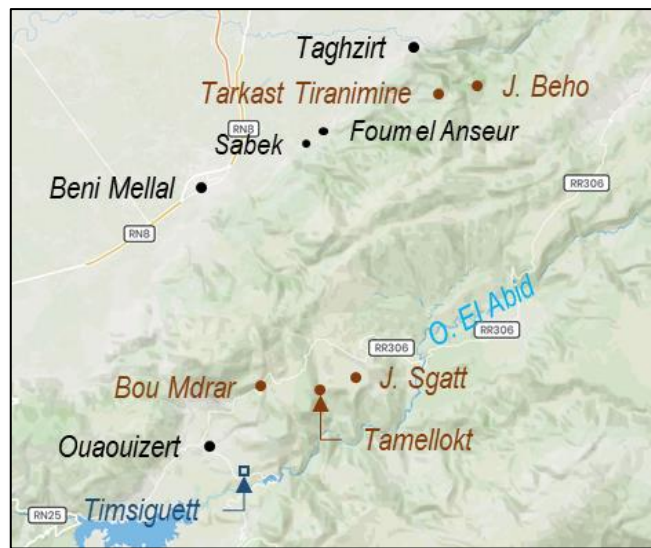 Taghzirt
Tarkast Tiranimine
J. Beho
RN8
Foum el Anseur
Sabek
Beni Mellal
RR306
RN8
O. El Abid
RR306
RR306
J. Sgatt
Bou Mdrar
Tamellokt
Ouaouizert
Timsiguett
RN25